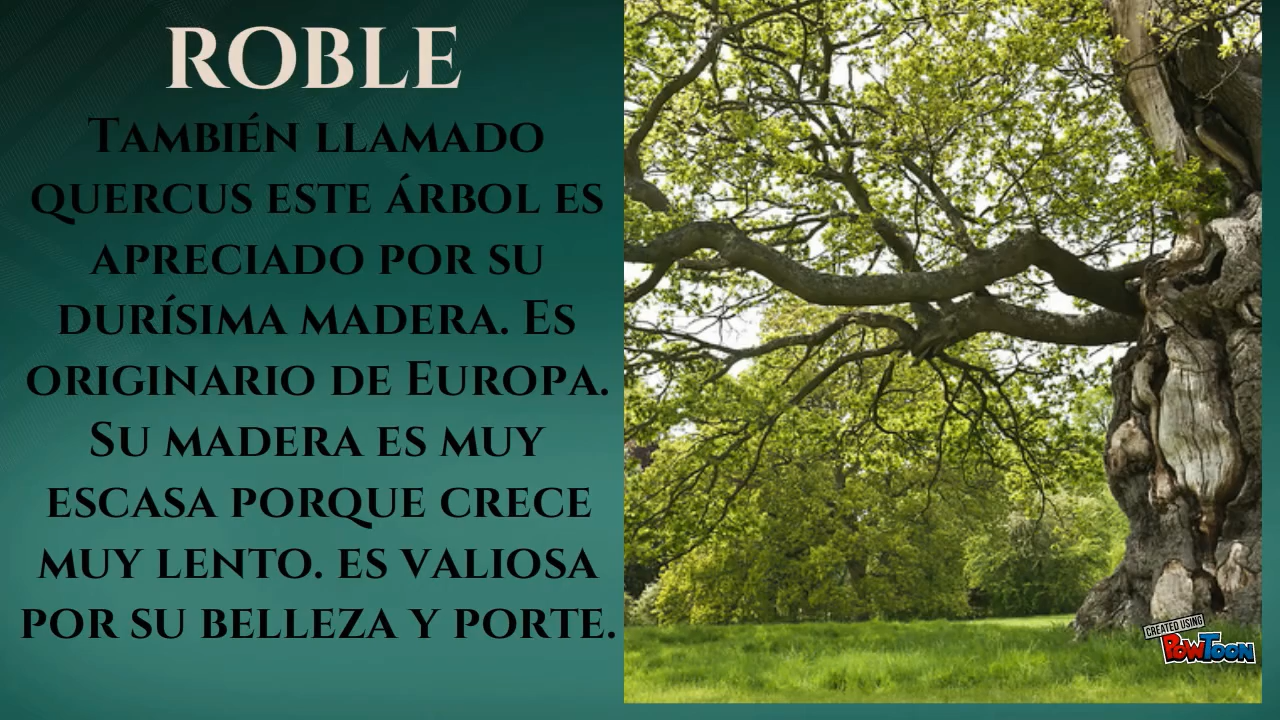 ROBLE
También llamado
quercus este árbol es
apreciado por su
durísima madera. Es
originario de Europa.
Su madera es muy
escasa porque crece
muy lento. es valiosa
por su belleza y porte.
CREATED USING
PowToon